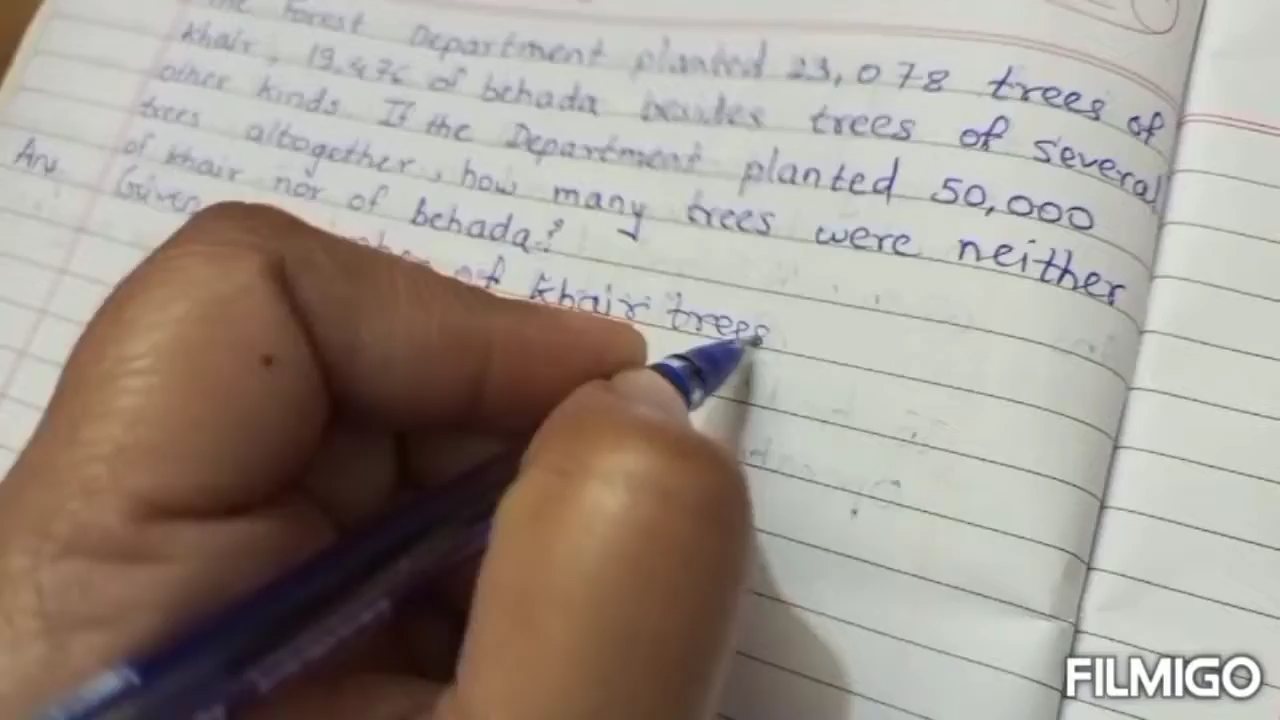 The Forest Department planted 23,078 trees of
Khair, 19,476 of behada besides trees of several
other kinds. If the Department planted 50,000
trees altogether, how many trees were neither
of khair nor of behada?
Ans. Given
of khair trees
FILMIGO